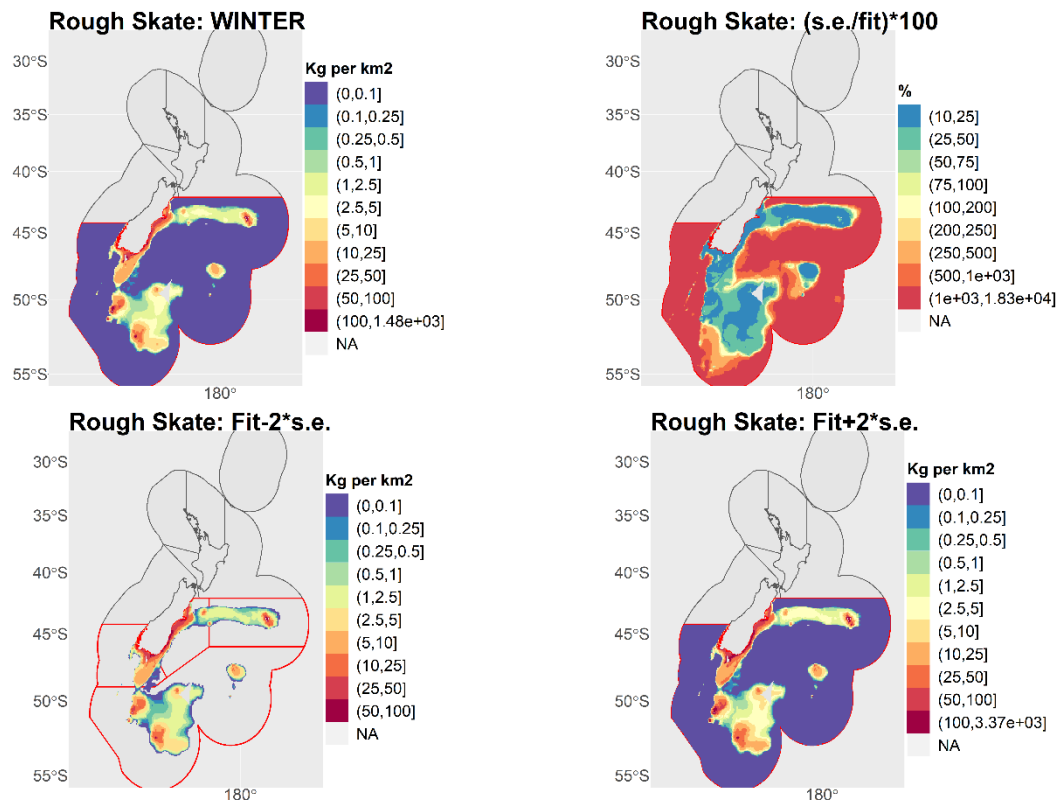 Rough Skate: WINTER
30°S
35°S
40°S
45°S
50°S
55°S
180°
Kg per km2
(0,0.1]
(0.1,0.25]
(0.25,0.5]
(0.5,1]
(1,2.5]
(2.5,5]
(5,10]
(10,25]
(25,50]
(50,100]
(100,1.48e+03]
NA
Rough Skate: (s.e./fit)*100
30°S
35°S
40°S
45°S
50°S
55°S
180°
%
(10,25]
(25,50]
(50,75]
(75,100]
(100,200]
(200,250]
(250,500]
(500,1e+03]
(1e+03,1.83e+04]
NA
Rough Skate: Fit-2*s.e.
30°S
35°S
40°S
45°S
50°S
55°S
180°
Kg per km2
(0,0.1]
(0.1,0.25]
(0.25,0.5]
(0.5,1]
(1,2.5]
(2.5,5]
(5,10]
(10,25]
(25,50]
(50,100]
NA
Rough Skate: Fit+2*s.e.
30°S
35°S
40°S
45°S
50°S
55°S
180°
Kg per km2
(0,0.1]
(0.1,0.25]
(0.25,0.5]
(0.5,1]
(1,2.5]
(2.5,5]
(5,10]
(10,25]
(25,50]
(50,100]
(100,3.37e+03]
NA